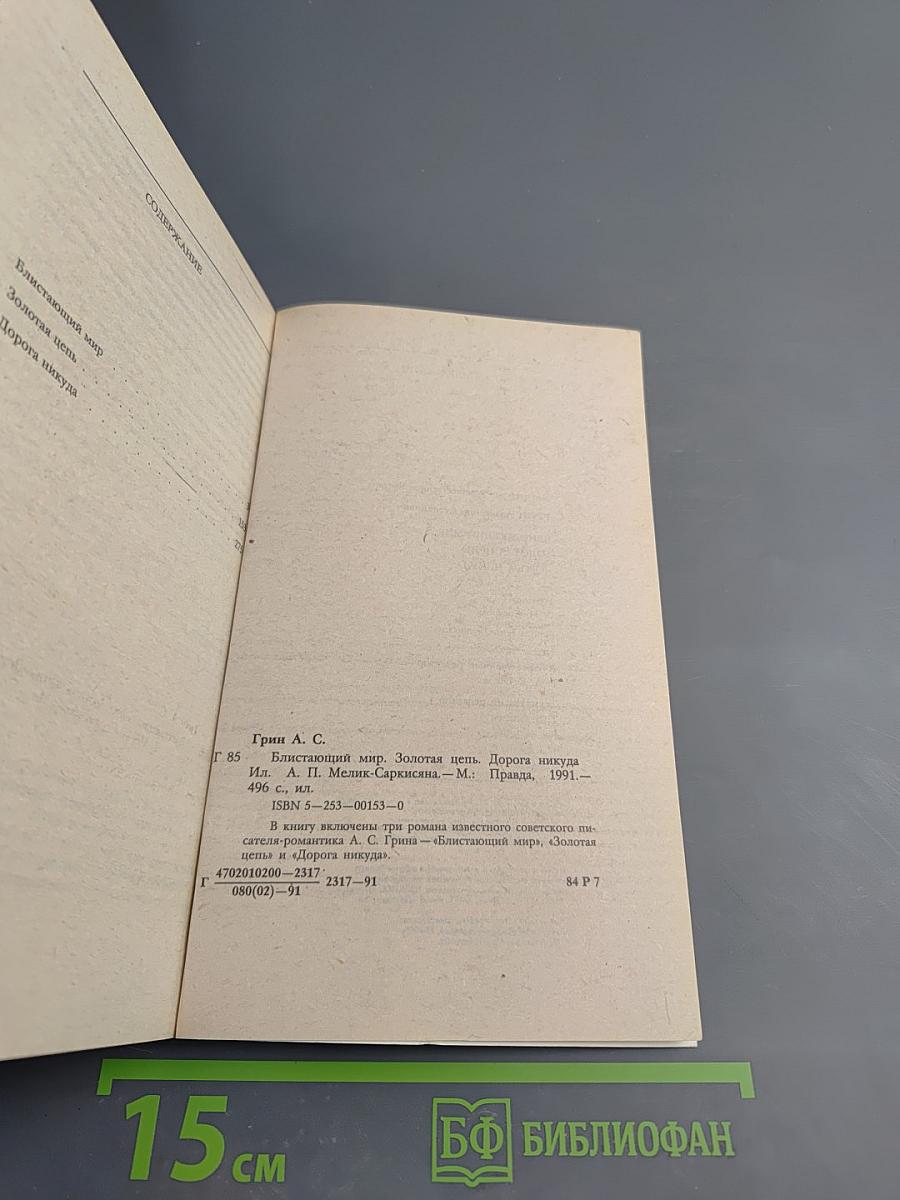 СОДЕРЖАНИЕ
Блистающий мир
Золотая цепь
Дорога никуда
Грин А. С.
Г 85 Блистающий мир. Золотая цепь. Дорога никуда
Ил. А. П. Мелик-Саркисяна.—М.: Правда, 1991.—
496 с., ил.
ISBN 5—253—00153—0
В книгу включены три романа известного советского пи-
сателя-романтика А. С. Грина—«Блистающий мир», «Золотая
цепь» и «Дорога никуда».
Г 4702010200—2317 2317—91 84 Р 7
080(02)—91
15 см
БФ БИБЛИОФАН